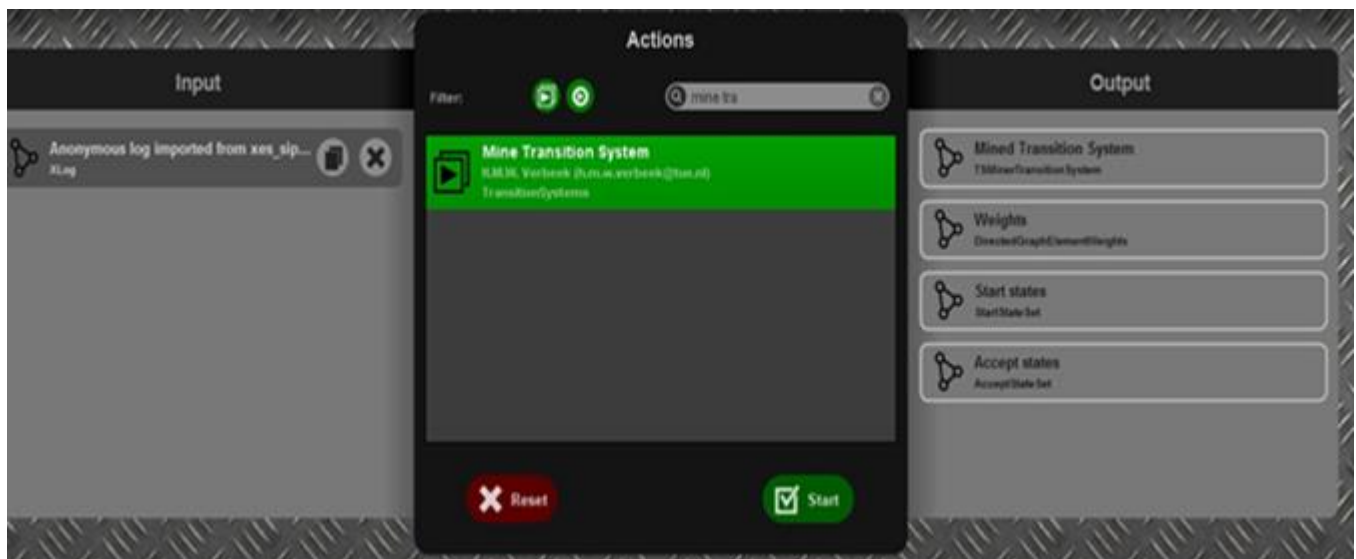 Input
Anonymous log imported from xes_sip...
XLog
Actions
Filter:
mine tra
Mine Transition System
H.M.W. Verbeek (h.m.w.verbeek@tue.nl)
TransitionSystems
Reset
Start
Output
Mined Transition System
TSMinerTransitionSystem
Weights
DirectedGraphElementWeights
Start states
StartStateSet
Accept states
AcceptStateSet